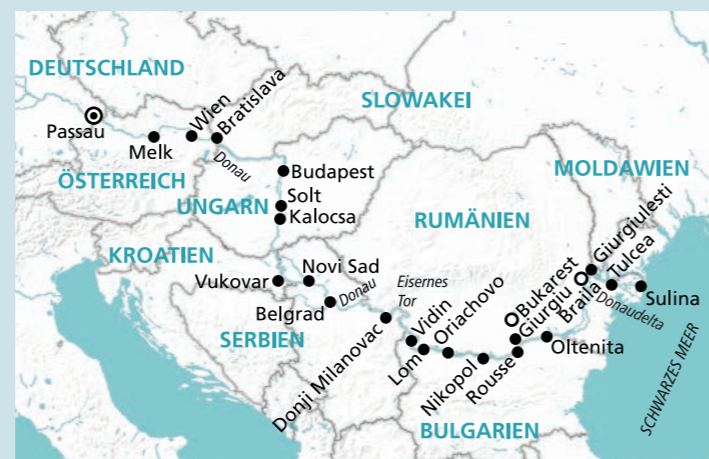 DEUTSCHLAND
SLOWAKEI
Passau
Melk
Wien
Bratislava
Donau
ÖSTERREICH
Budapest
Solt
Kalocsa
UNGARN
MOLDAWIEN
RUMÄNIEN
KROATIEN
Vukovar
Novi Sad
Belgrad
Donau
Eisernes
Tor
SERBIEN
Donji Milanovac
Vidin
Lom
Oriachovo
Nikopol
Rousse
Bukarest
Giurgiu
Oltenita
Braila
Giurgiulesti
Tulcea
Donaudelta
Sulina
SCHWARZES MEER
BULGARIEN